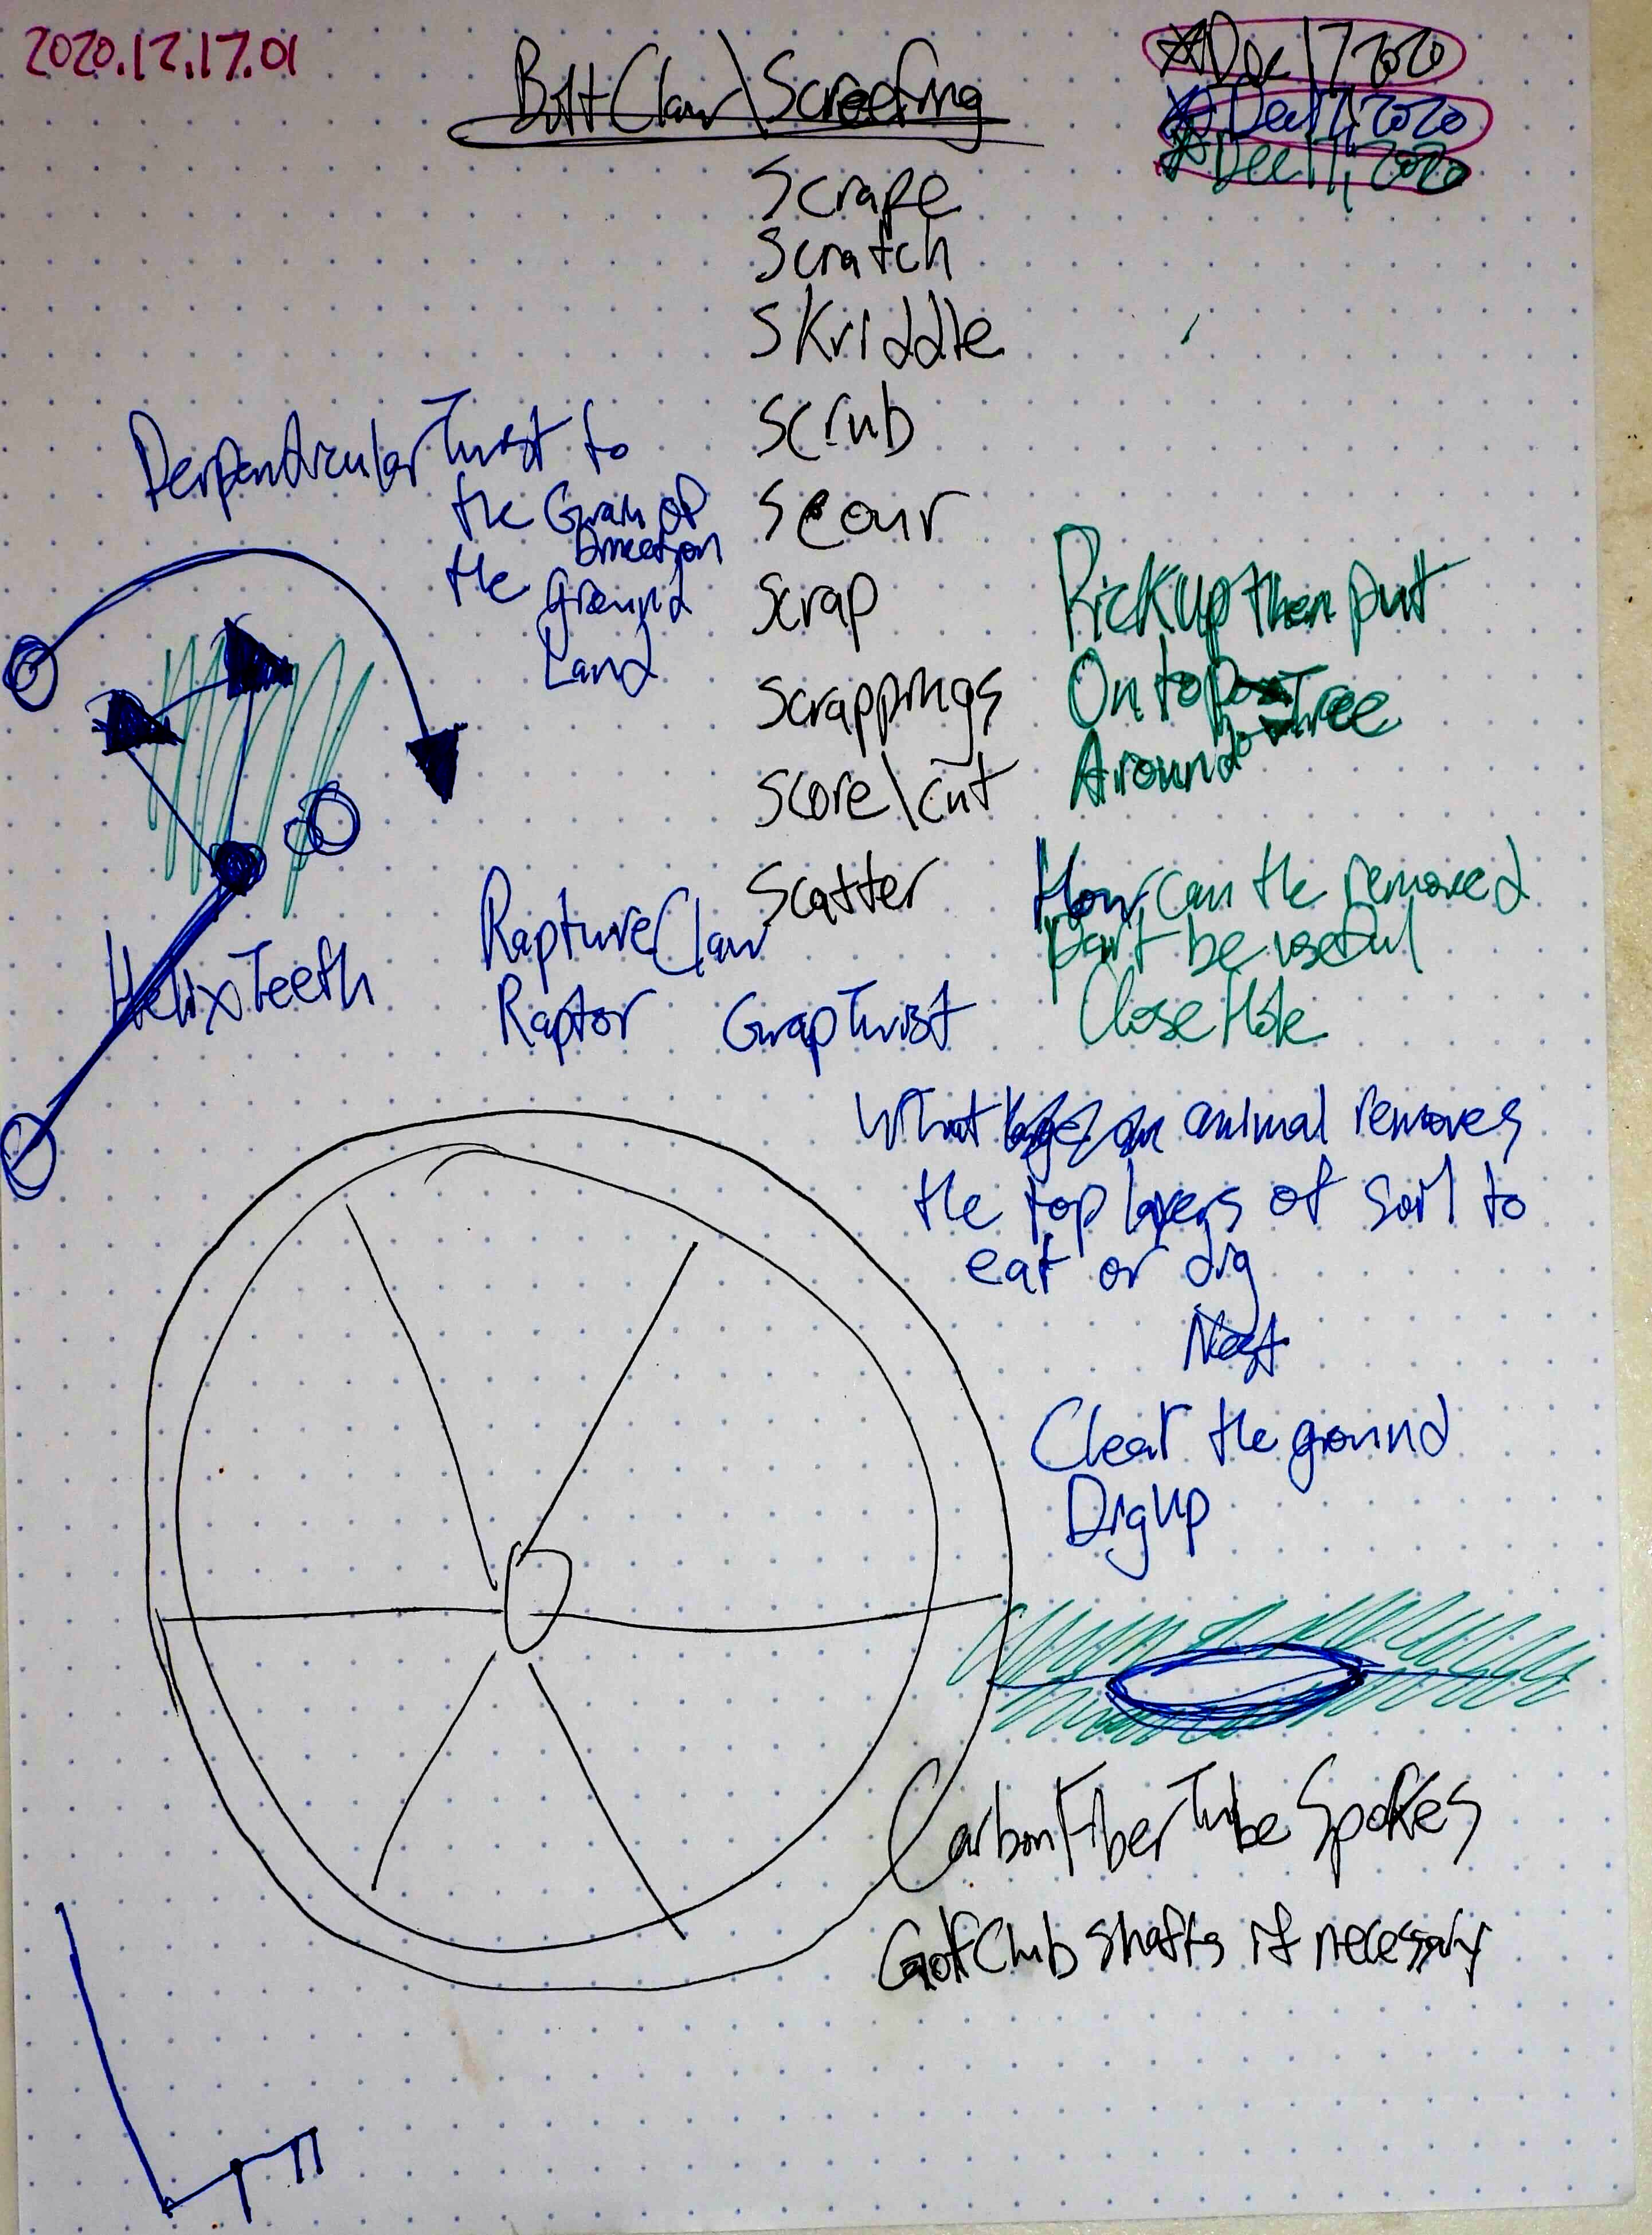 2020.12.17.01
☆Dec 17 2020
☆Dec 17, 2020
☆Dec 17, 2020
BoltClaw\Screefing
Scrape
Scratch
Skriddle
Scrub
Scour
Scrap
Scrappings
Score\cut
Scatter
Perpendicular Twist to
the Grain of
Direction
the Ground
Land
Pick up then put
On top
Around Tree
Helix Teeth
Rapture Claw
Raptor
Grap Twist
How can the removed
part be useful
Close Hole
What animal removes
the top layers of soil to
eat or dig
Nest
Clear the ground
Dig Up
Carbon Fiber Tube Spokes
Golf Club shafts if necessary